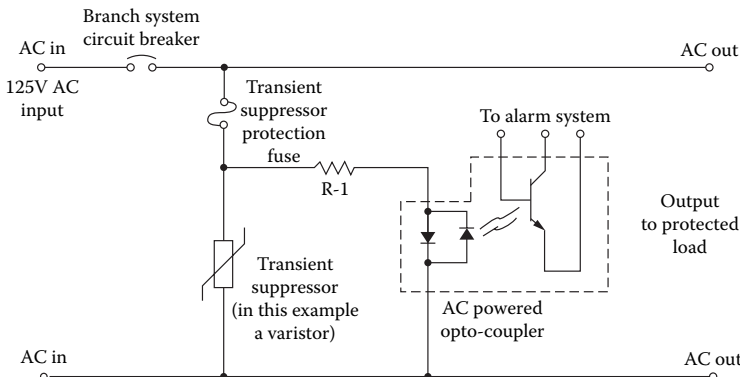 Branch system
circuit breaker
AC in
AC out
125V AC
input
Transient
suppressor
protection
fuse
To alarm system
R-1
Output
to protected
load
Transient
suppressor
(in this example
a varistor)
AC powered
opto-coupler
AC in
AC out